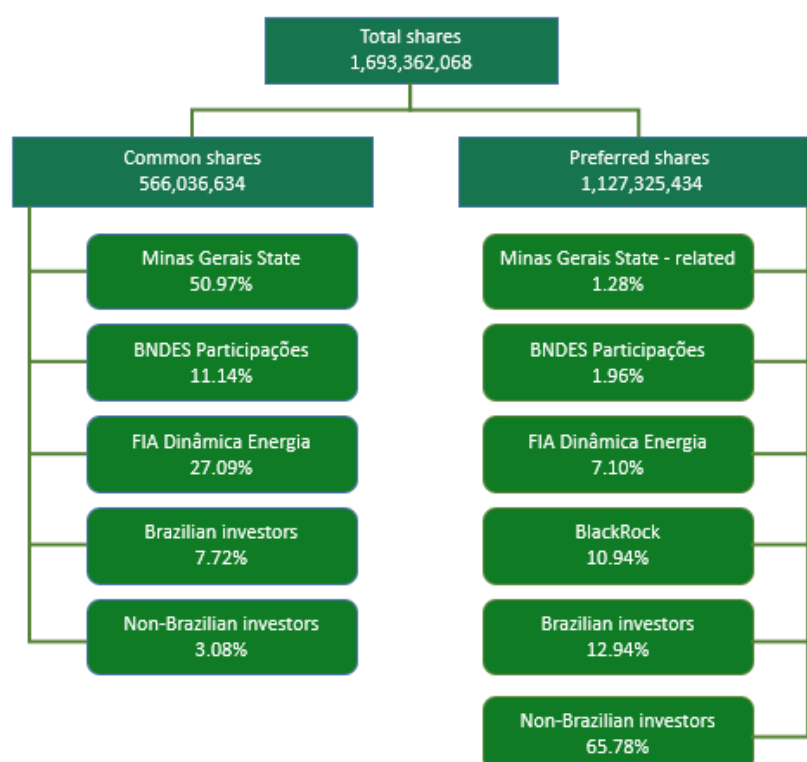 Total shares
1,693,362,068
Common shares
566,036,634
Minas Gerais State
50.97%
BNDES Participações
11.14%
FIA Dinâmica Energia
27.09%
Brazilian investors
7.72%
Non-Brazilian investors
3.08%
Preferred shares
1,127,325,434
Minas Gerais State - related
1.28%
BNDES Participações
1.96%
FIA Dinâmica Energia
7.10%
BlackRock
10.94%
Brazilian investors
12.94%
Non-Brazilian investors
65.78%